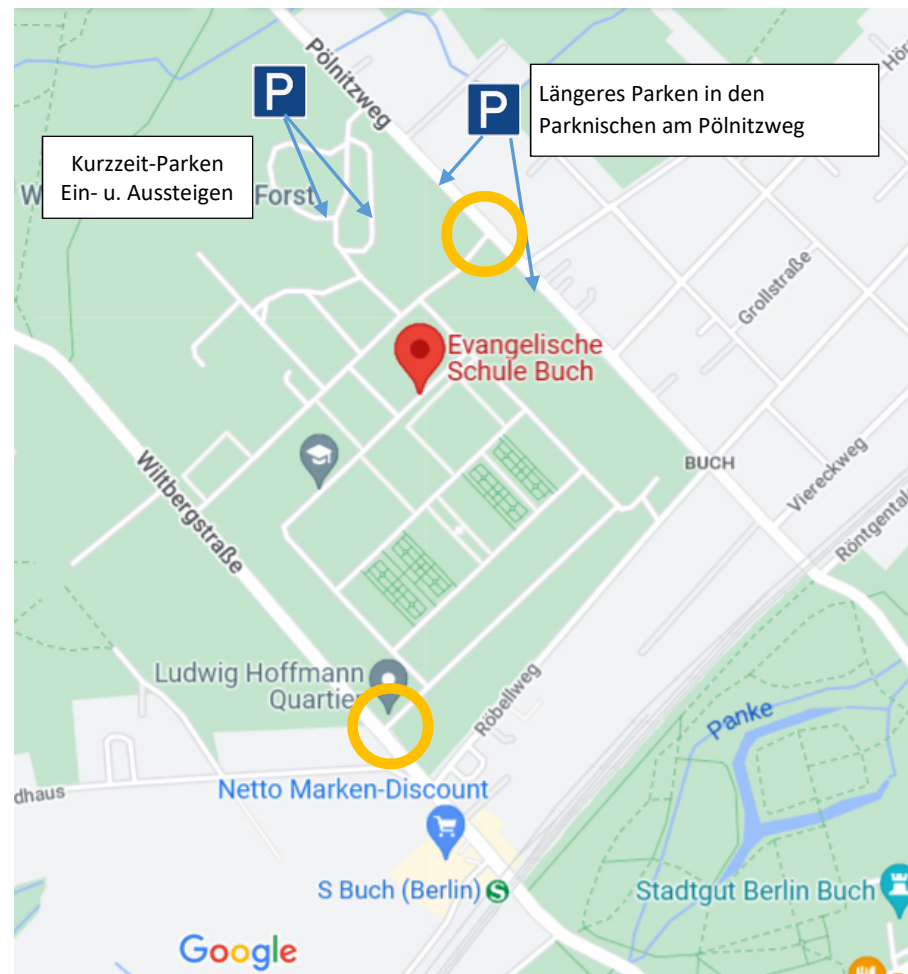 Pölnitzweg
P
P
Längeres Parken in den
Parknischen am Pölnitzweg
Kurzzeit-Parken
Ein- u. Aussteigen
W
Forst
Hör
Grollstraße
Evangelische
Schule Buch
BUCH
Viereckweg
Röntgental
Wiltbergstraße
Ludwig Hoffmann
Quartier
Röbellweg
Panke
dhaus
Netto Marken-Discount
S Buch (Berlin) S
Stadtgut Berlin Buch
Google